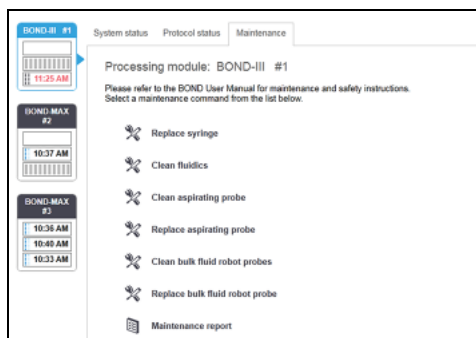 BOND-III #1
11:25 AM
BOND-MAX
#2
10:37 AM
BOND-MAX
#3
10:36 AM
10:40 AM
10:33 AM
System status Protocol status Maintenance
Processing module: BOND-III #1
Please refer to the BOND User Manual for maintenance and safety instructions.
Select a maintenance command from the list below.
Replace syringe
Clean fluidics
Clean aspirating probe
Replace aspirating probe
Clean bulk fluid robot probes
Replace bulk fluid robot probe
Maintenance report